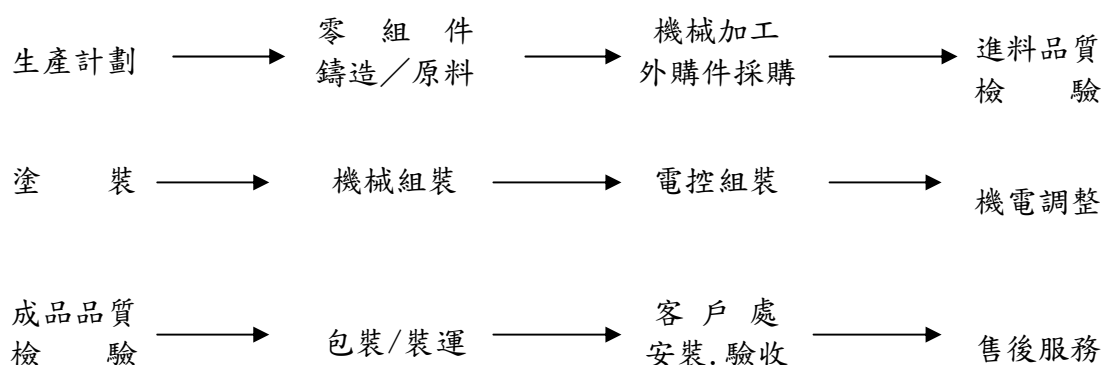 生產計劃
零組件
鑄造／原料
機械加工
外購件採購
進料品質
檢驗
塗裝
機械組裝
電控組裝
機電調整
成品品質
檢驗
包裝/裝運
客戶處
安裝.驗收
售後服務